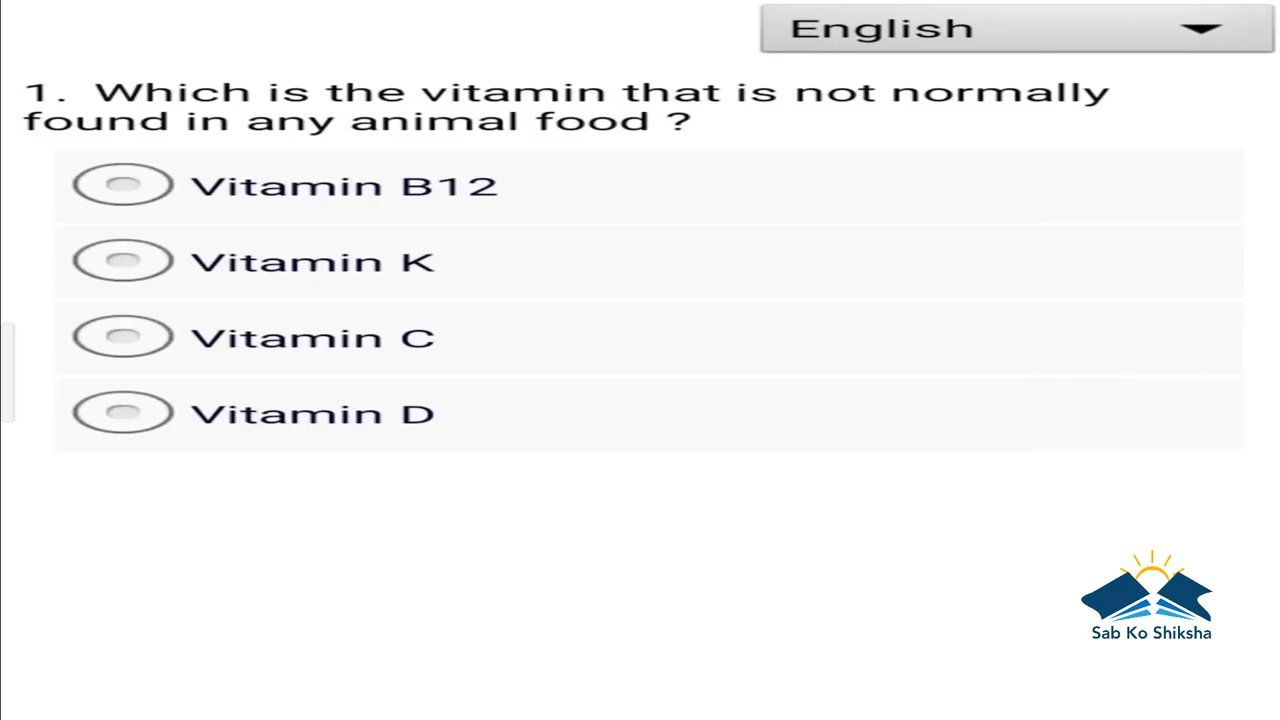 English
1. Which is the vitamin that is not normally
found in any animal food ?
Vitamin B12
Vitamin K
Vitamin C
Vitamin D
Sab Ko Shiksha